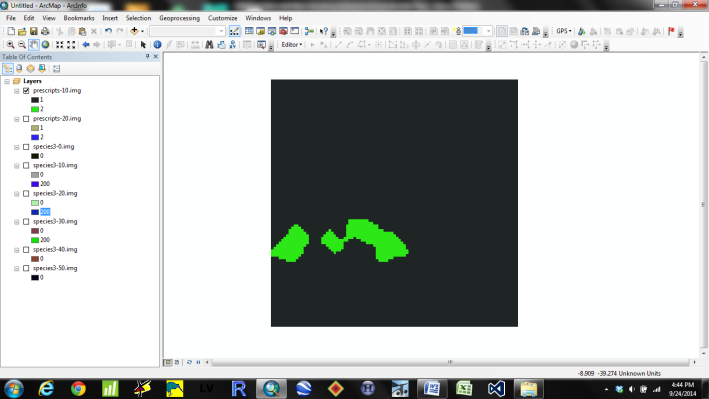 Untitled - ArcMap - ArcInfo
File Edit View Bookmarks Insert Selection Geoprocessing Customize Windows Help
GPS
Editor
Table Of Contents
Layers
prescripts-10.img
1
2
prescripts-20.img
1
2
species3-0.img
0
species3-10.img
0
200
species3-20.img
0
200
species3-30.img
0
200
species3-40.img
0
species3-50.img
0
-8.909 -39.274 Unknown Units
LV
R
H
W
X
4:44 PM
9/24/2014